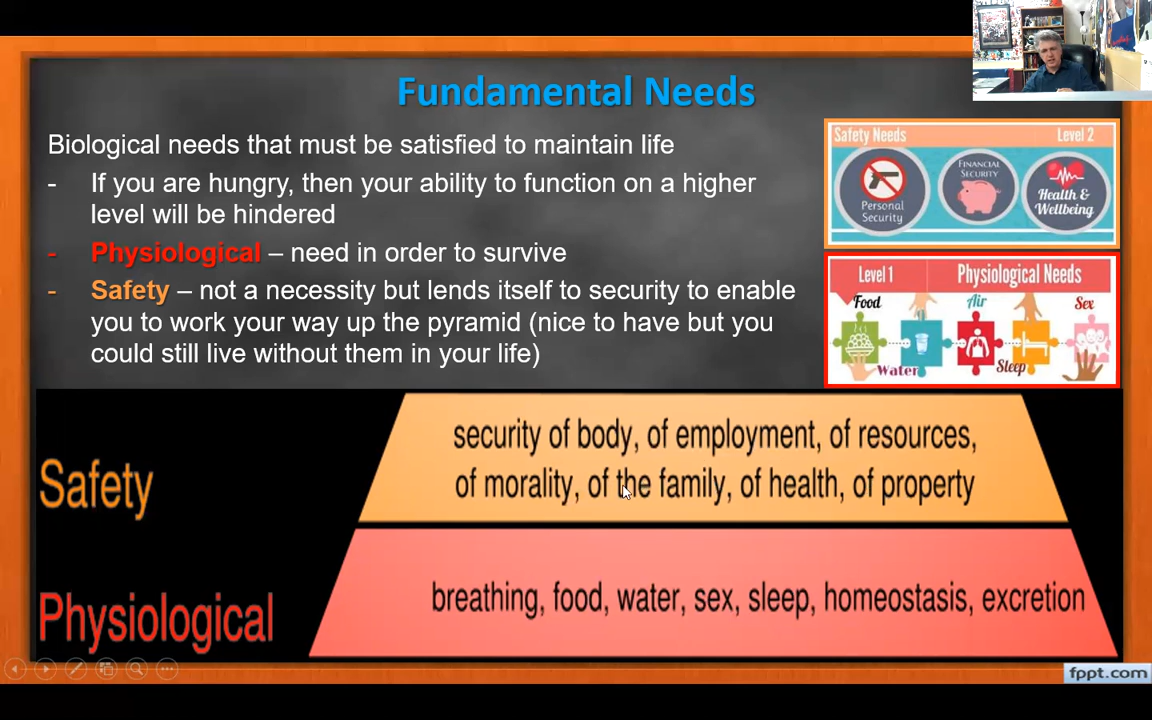 Fundamental Needs
Biological needs that must be satisfied to maintain life
- If you are hungry, then your ability to function on a higher
level will be hindered
- Physiological – need in order to survive
- Safety – not a necessity but lends itself to security to enable
you to work your way up the pyramid (nice to have but you
could still live without them in your life)
Safety Needs Level 2
Personal
Security
FINANCIAL
SECURITY
Health &
Wellbeing
Level 1 Physiological Needs
Food Air Sex
Water Sleep
Safety
security of body, of employment, of resources,
of morality, of the family, of health, of property
Physiological
breathing, food, water, sex, sleep, homeostasis, excretion
fppt.com